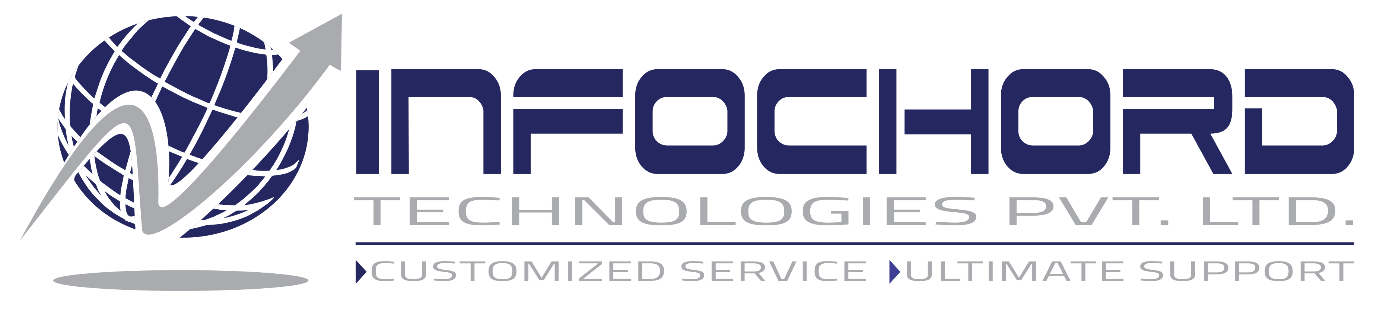 INFOCHORD
TECHNOLOGIES PVT. LTD.
CUSTOMIZED SERVICE ULTIMATE SUPPORT